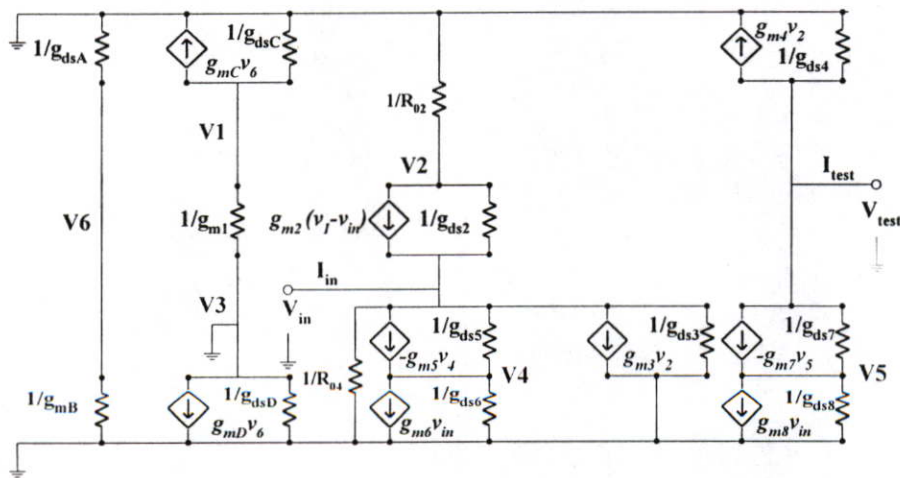 1/g_dsA
g_mC v_6
1/g_dsC
g_m4 v_2
1/g_ds4
1/R_02
V1
V2
I_test
V_test
V6
1/g_m1
g_m2 (v_1-v_in)
1/g_ds2
I_in
V3
V_in
1/g_ds5
-g_m5 v_4
1/g_ds3
g_m3 v_2
1/g_ds7
-g_m7 v_5
V4
V5
1/R_04
1/g_mB
1/g_dsD
g_mD v_6
1/g_ds6
g_m6 v_in
1/g_ds8
g_m8 v_in